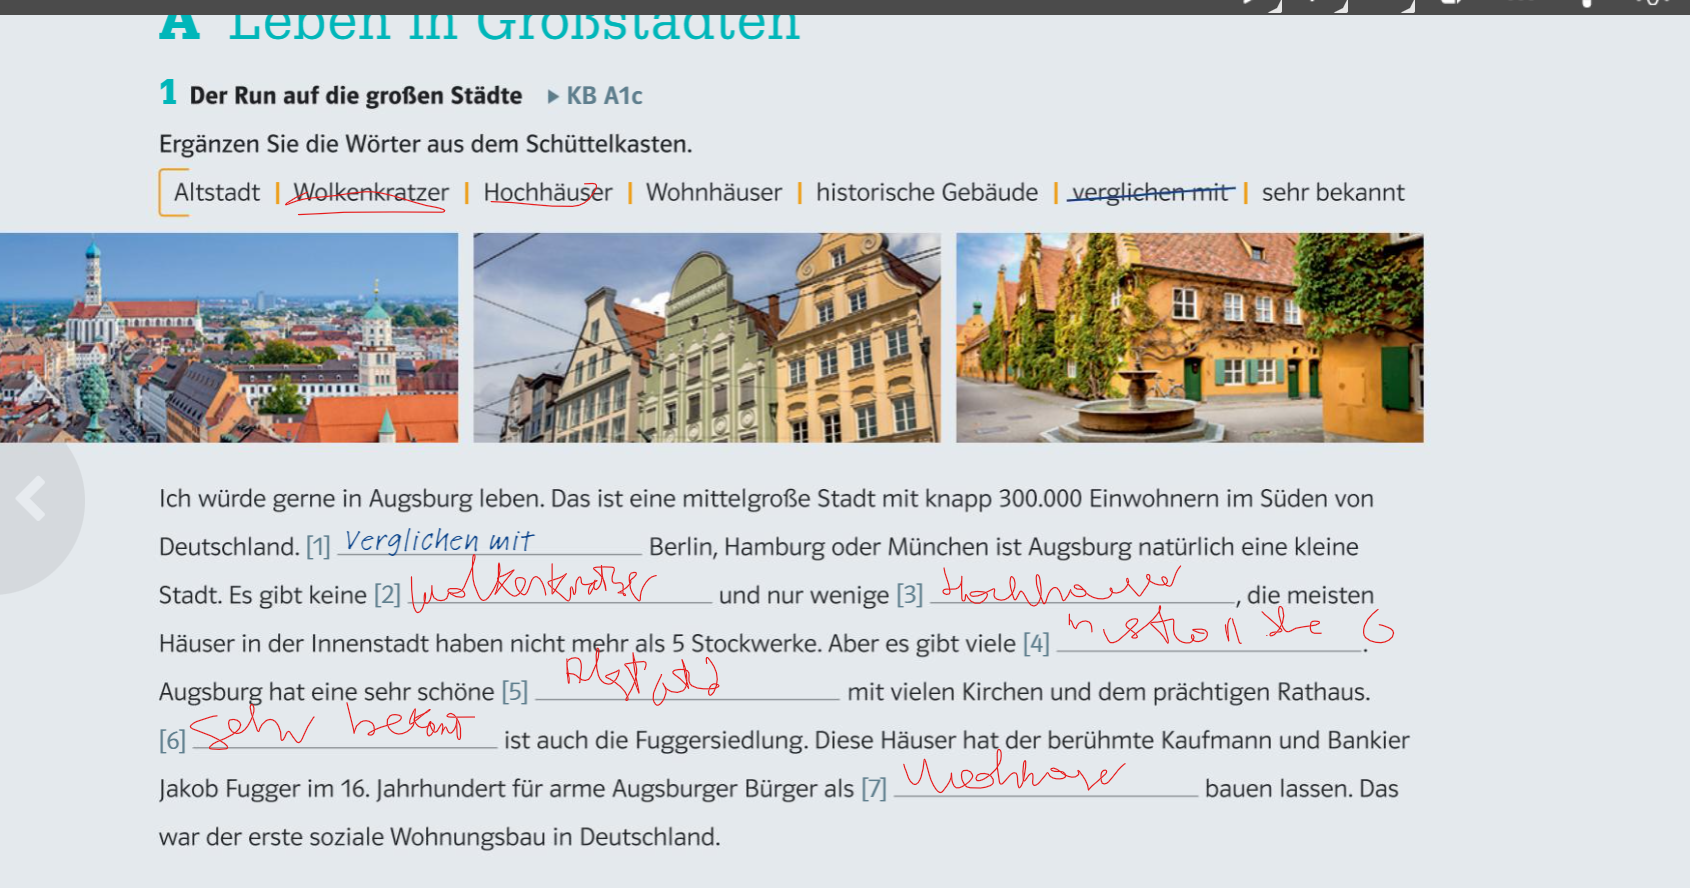 A Leben in Großstädten
1 Der Run auf die großen Städte ▶ KB A1c
Ergänzen Sie die Wörter aus dem Schüttelkasten.
Altstadt | Wolkenkratzer | Hochhäuser | Wohnhäuser | historische Gebäude | verglichen mit | sehr bekannt
Ich würde gerne in Augsburg leben. Das ist eine mittelgroße Stadt mit knapp 300.000 Einwohnern im Süden von
Deutschland. [1] Verglichen mit Berlin, Hamburg oder München ist Augsburg natürlich eine kleine
Stadt. Es gibt keine [2] Wolkenkratzer und nur wenige [3] , die meisten
Häuser in der Innenstadt haben nicht mehr als 5 Stockwerke. Aber es gibt viele [4] .
Augsburg hat eine sehr schöne [5] mit vielen Kirchen und dem prächtigen Rathaus.
[6] Sehr bekant ist auch die Fuggersiedlung. Diese Häuser hat der berühmte Kaufmann und Bankier
Jakob Fugger im 16. Jahrhundert für arme Augsburger Bürger als [7] bauen lassen. Das
war der erste soziale Wohnungsbau in Deutschland.